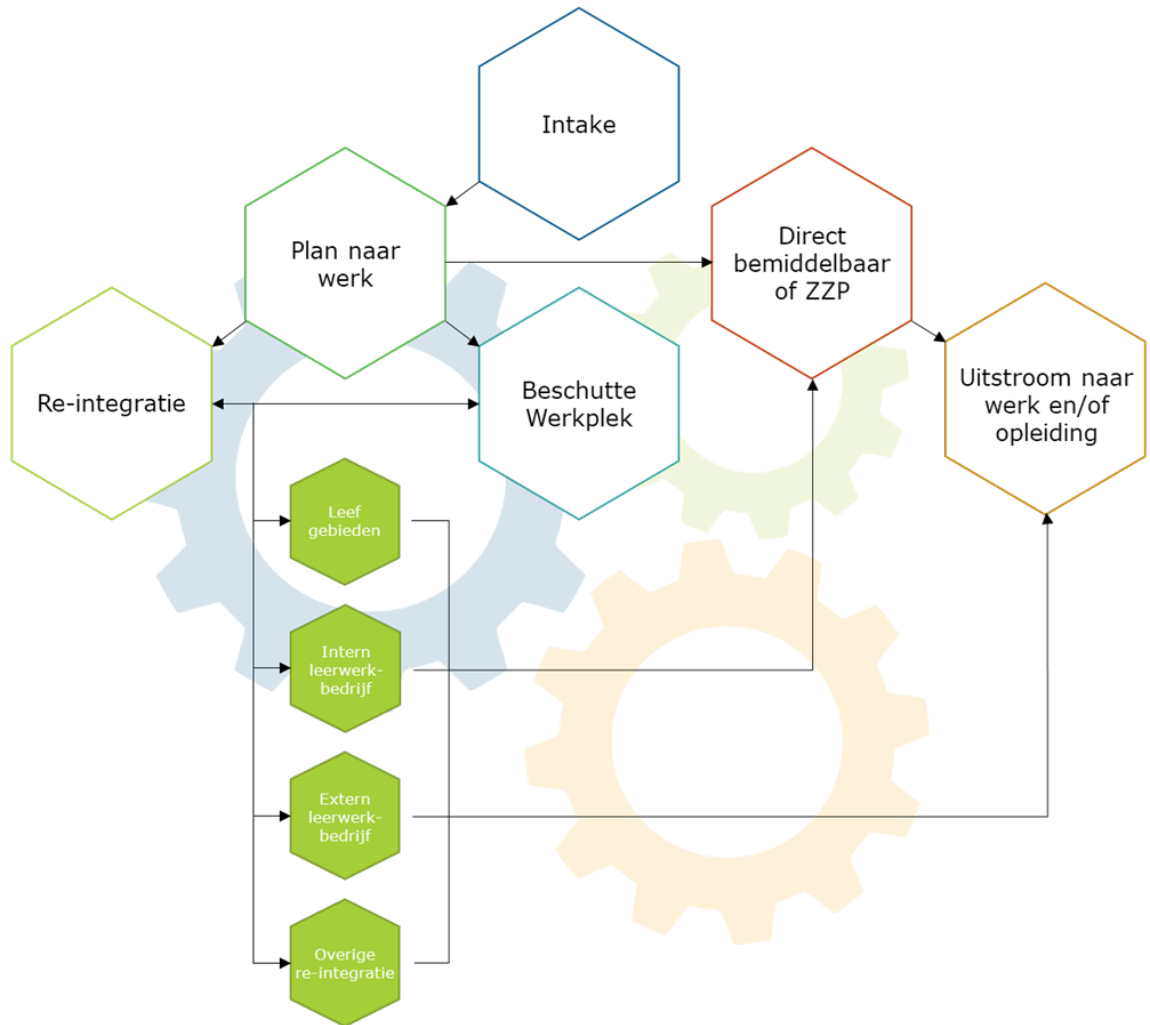 Intake
Plan naar
werk
Direct
bemiddelbaar
of ZZP
Re-integratie
Beschutte
Werkplek
Uitstroom naar
werk en/of
opleiding
Leef
gebieden
Intern
leerwerk-
bedrijf
Extern
leerwerk-
bedrijf
Overige
re-integratie